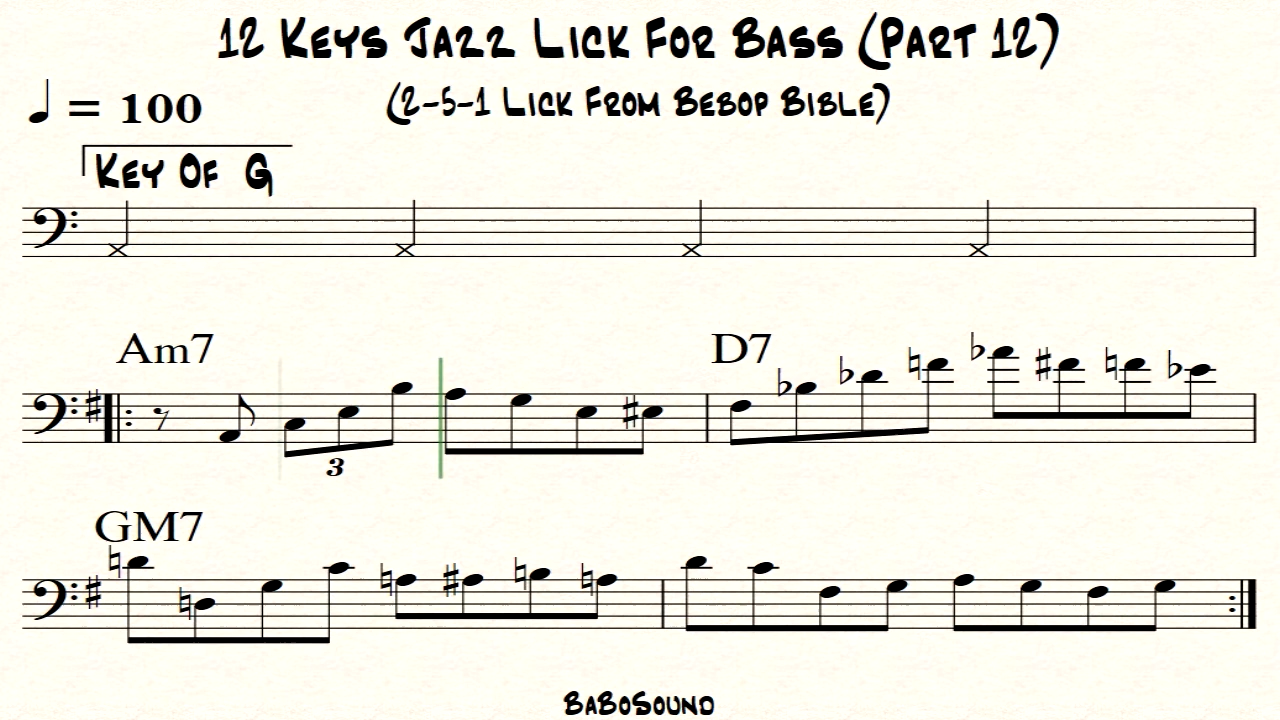 12 Keys Jazz Lick For Bass (Part 12)
(2-5-1 Lick From Bebop Bible)
♩ = 100
Key Of G
Am7 D7
3
GM7
BaBoSound